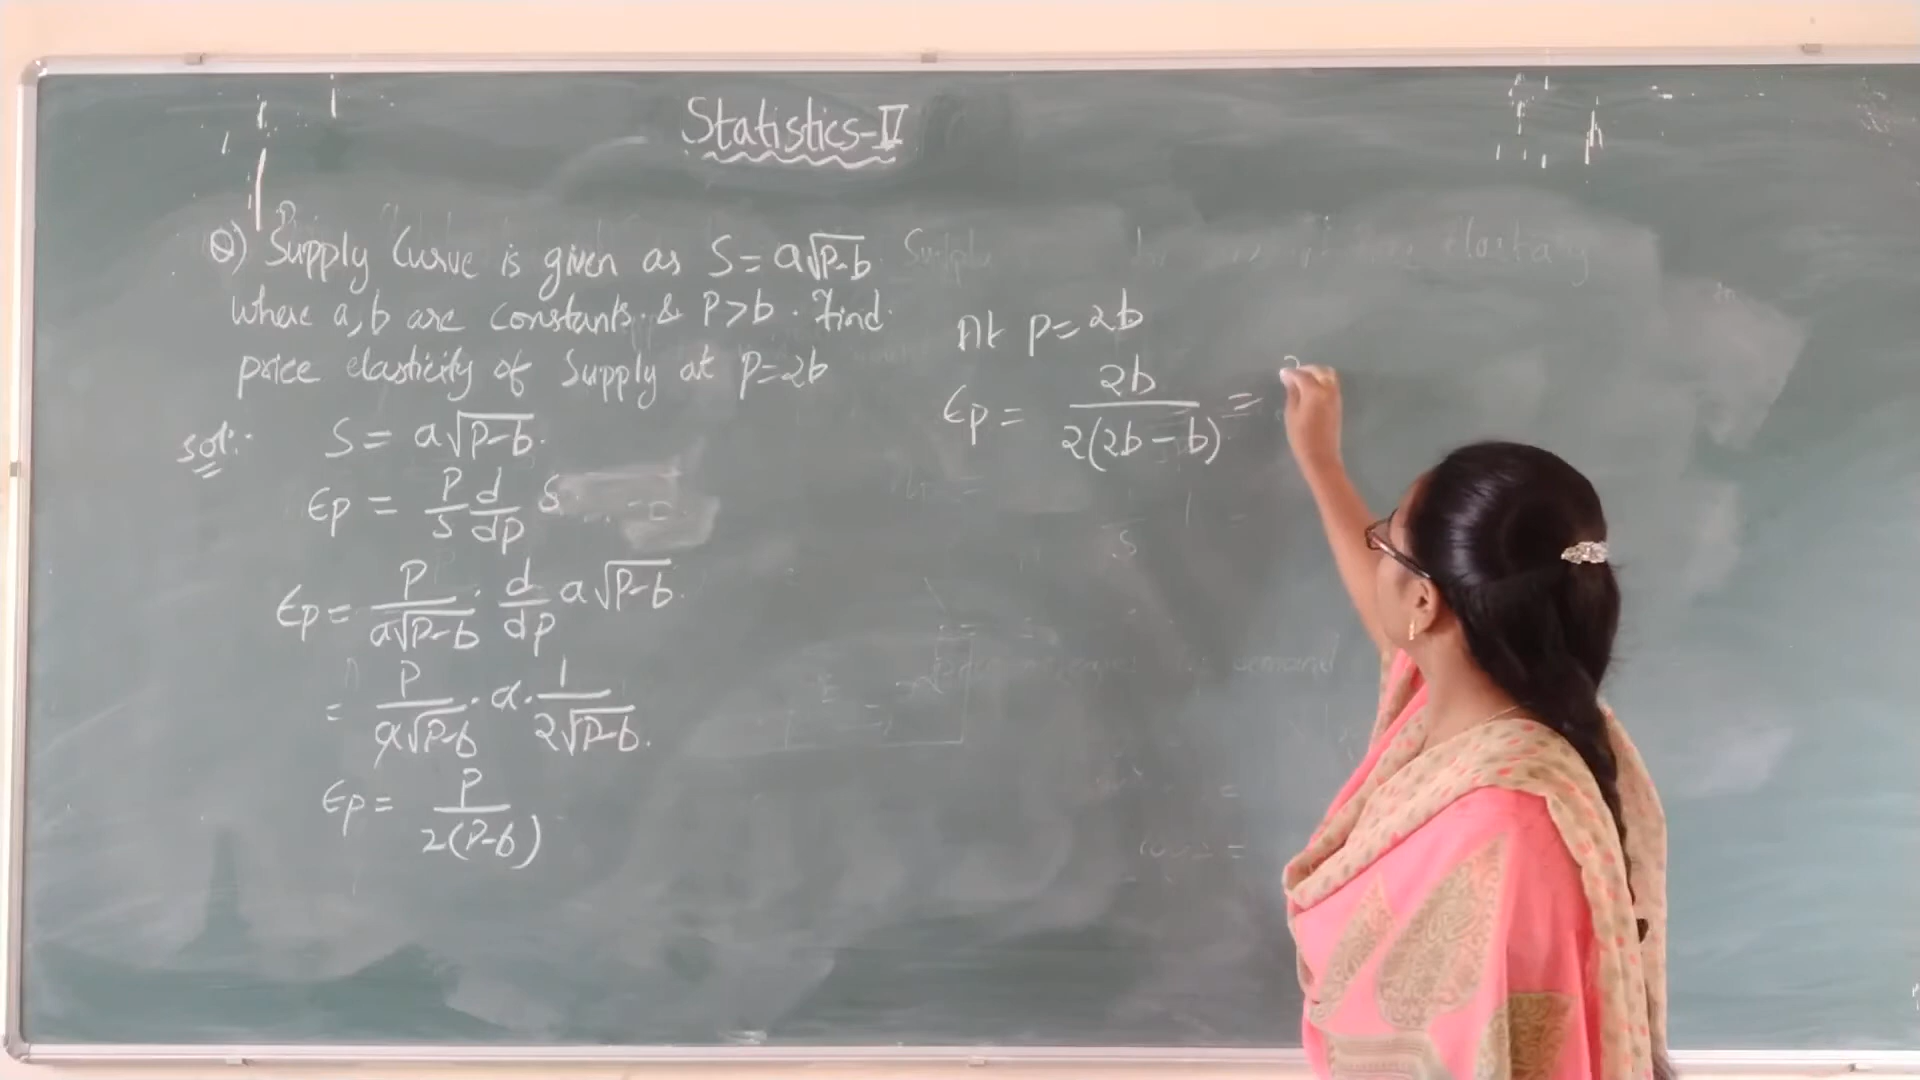 Statistics-IV
Q) Supply Curve is given as S = a√P-b
where a, b are constants & P>b. Find
price elasticity of Supply at P=2b
Sol:-
S = a√P-b.
Ep = P/S d/dp S
Ep = P/a√P-b . d/dp a√P-b.
= P/a√P-b . a . 1/2√P-b.
Ep = P/2(P-b)
At P=2b
Ep = 2b/2(2b-b) =